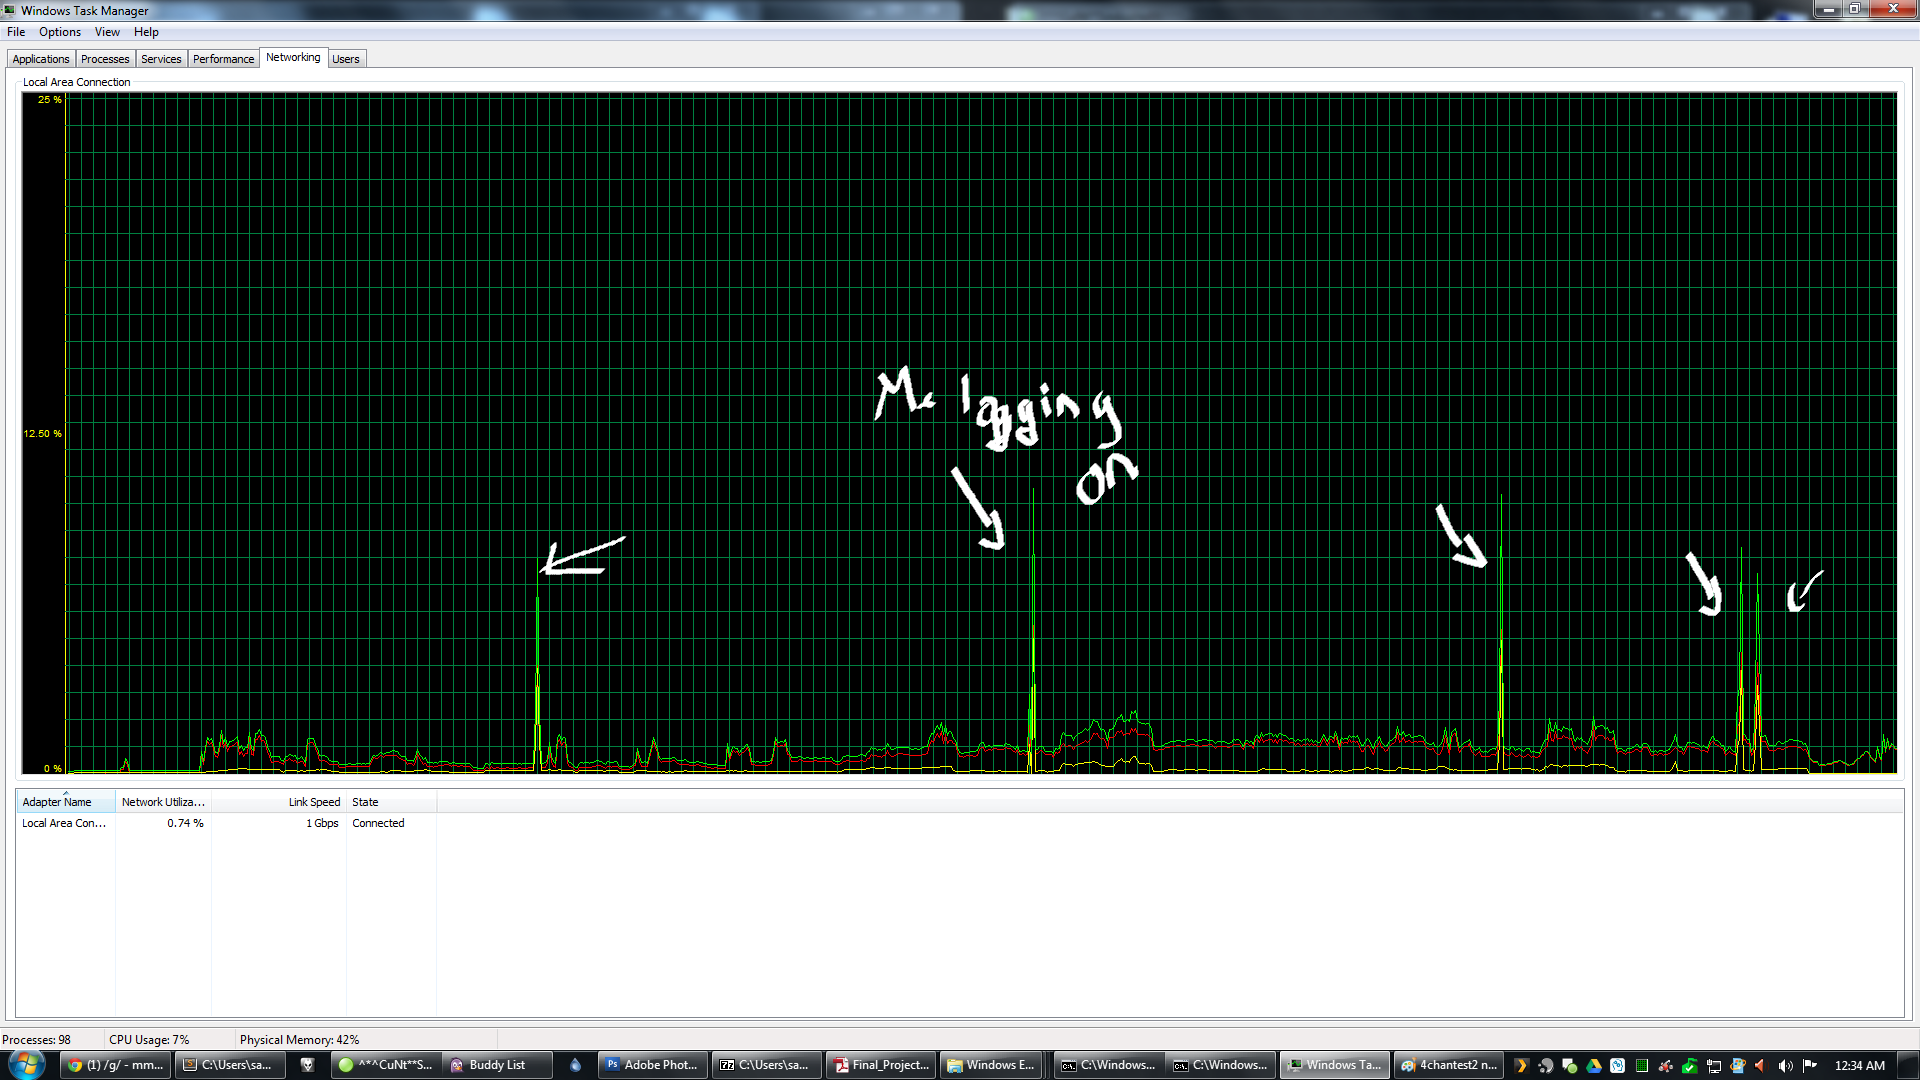 Windows Task Manager
File Options View Help
Applications Processes Services Performance Networking Users
Local Area Connection
25 %
Me logging
12.50 %
on
0 %
Adapter Name Network Utiliza... Link Speed State
Local Area Con... 0.74 % 1 Gbps Connected
Processes: 98 CPU Usage: 7% Physical Memory: 42%
(1) /g/ - mm... C:\Users\sa... ^*^CuNt**S... Buddy List Adobe Phot... C:\Users\sa... Final_Project... Windows E... C:\Windows... C:\Windows... Windows Ta... 4chantest2 n... 12:34 AM